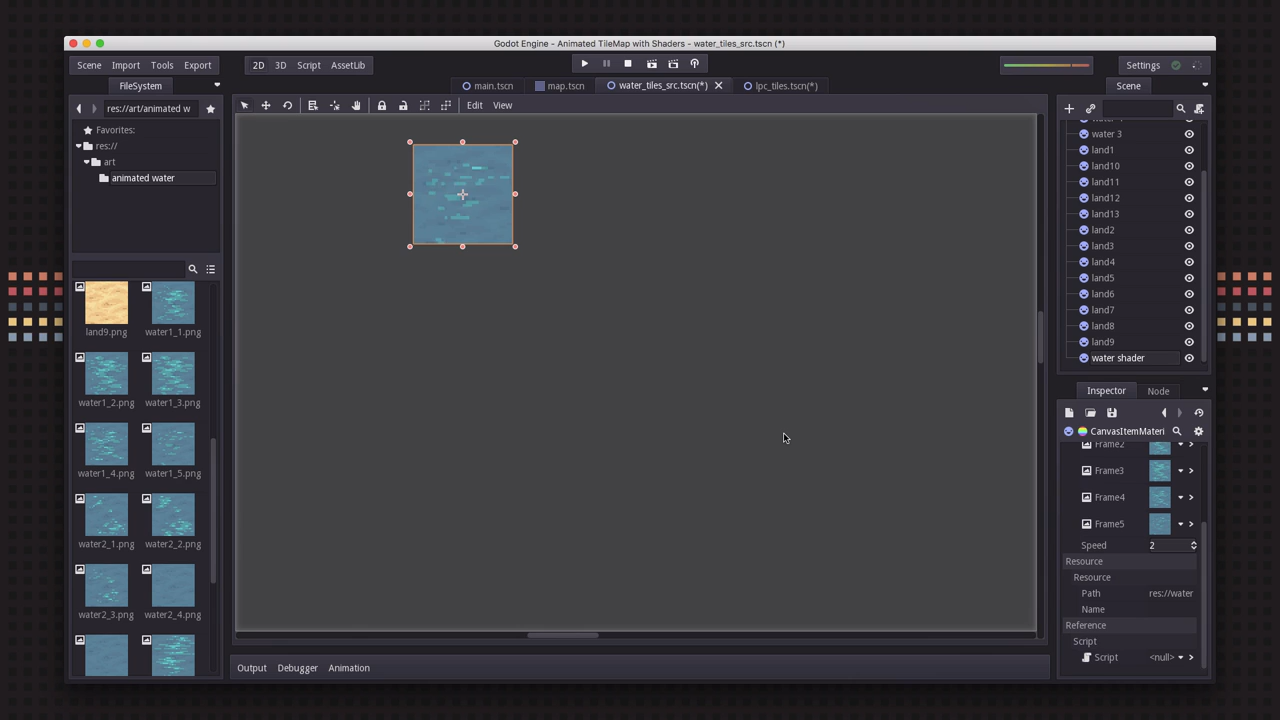 Godot Engine - Animated TileMap with Shaders - water_tiles_src.tscn (*)
Scene Import Tools Export 2D 3D Script AssetLib Settings
FileSystem main.tscn map.tscn water_tiles_src.tscn(*) lpc_tiles.tscn(*) Scene
res://art/animated w Edit View
Favorites:
res://
art
animated water
land9.png water1_1.png
water1_2.png water1_3.png
water1_4.png water1_5.png
water2_1.png water2_2.png
water2_3.png water2_4.png
water 3
land1
land10
land11
land12
land13
land2
land3
land4
land5
land6
land7
land8
land9
water shader
Inspector Node
CanvasItemMateri
Frame2
Frame3
Frame4
Frame5
Speed 2
Resource
Resource
Path res://water
Name
Reference
Script
Script <null>
Output Debugger Animation